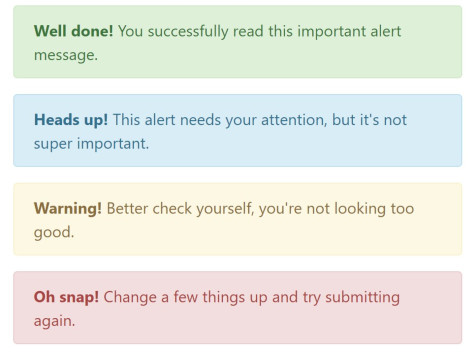 Well done! You successfully read this important alert
message.
Heads up! This alert needs your attention, but it's not
super important.
Warning! Better check yourself, you're not looking too
good.
Oh snap! Change a few things up and try submitting
again.